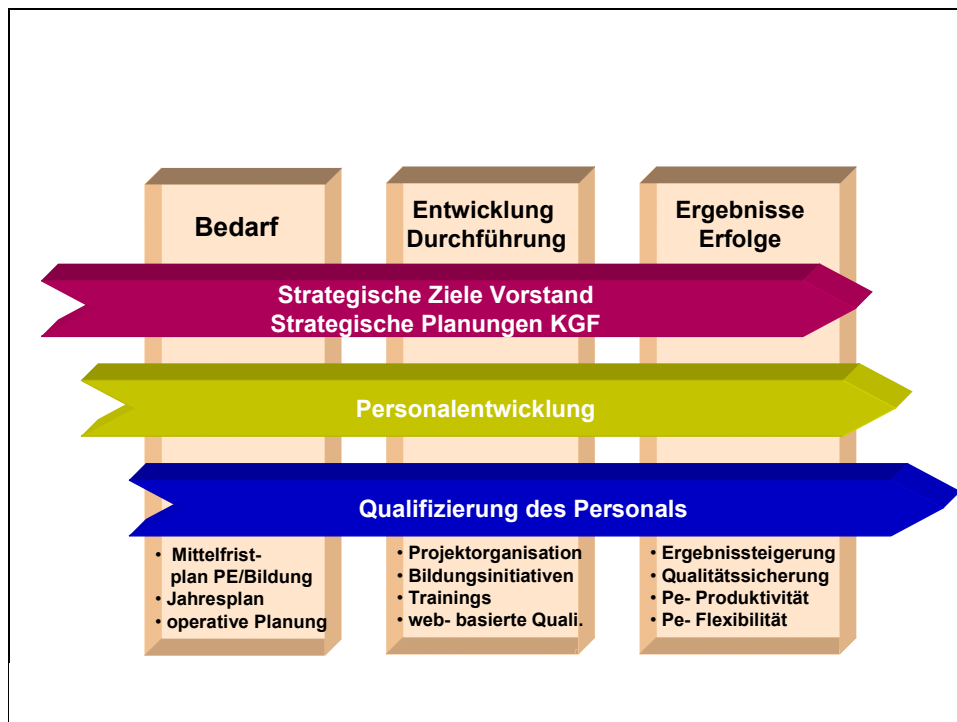 Bedarf
Entwicklung
Durchführung
Ergebnisse
Erfolge
Strategische Ziele Vorstand
Strategische Planungen KGF
Personalentwicklung
Qualifizierung des Personals
• Mittelfrist-
plan PE/Bildung
• Jahresplan
• operative Planung
• Projektorganisation
• Bildungsinitiativen
• Trainings
• web- basierte Quali.
• Ergebnissteigerung
• Qualitätssicherung
• Pe- Produktivität
• Pe- Flexibilität